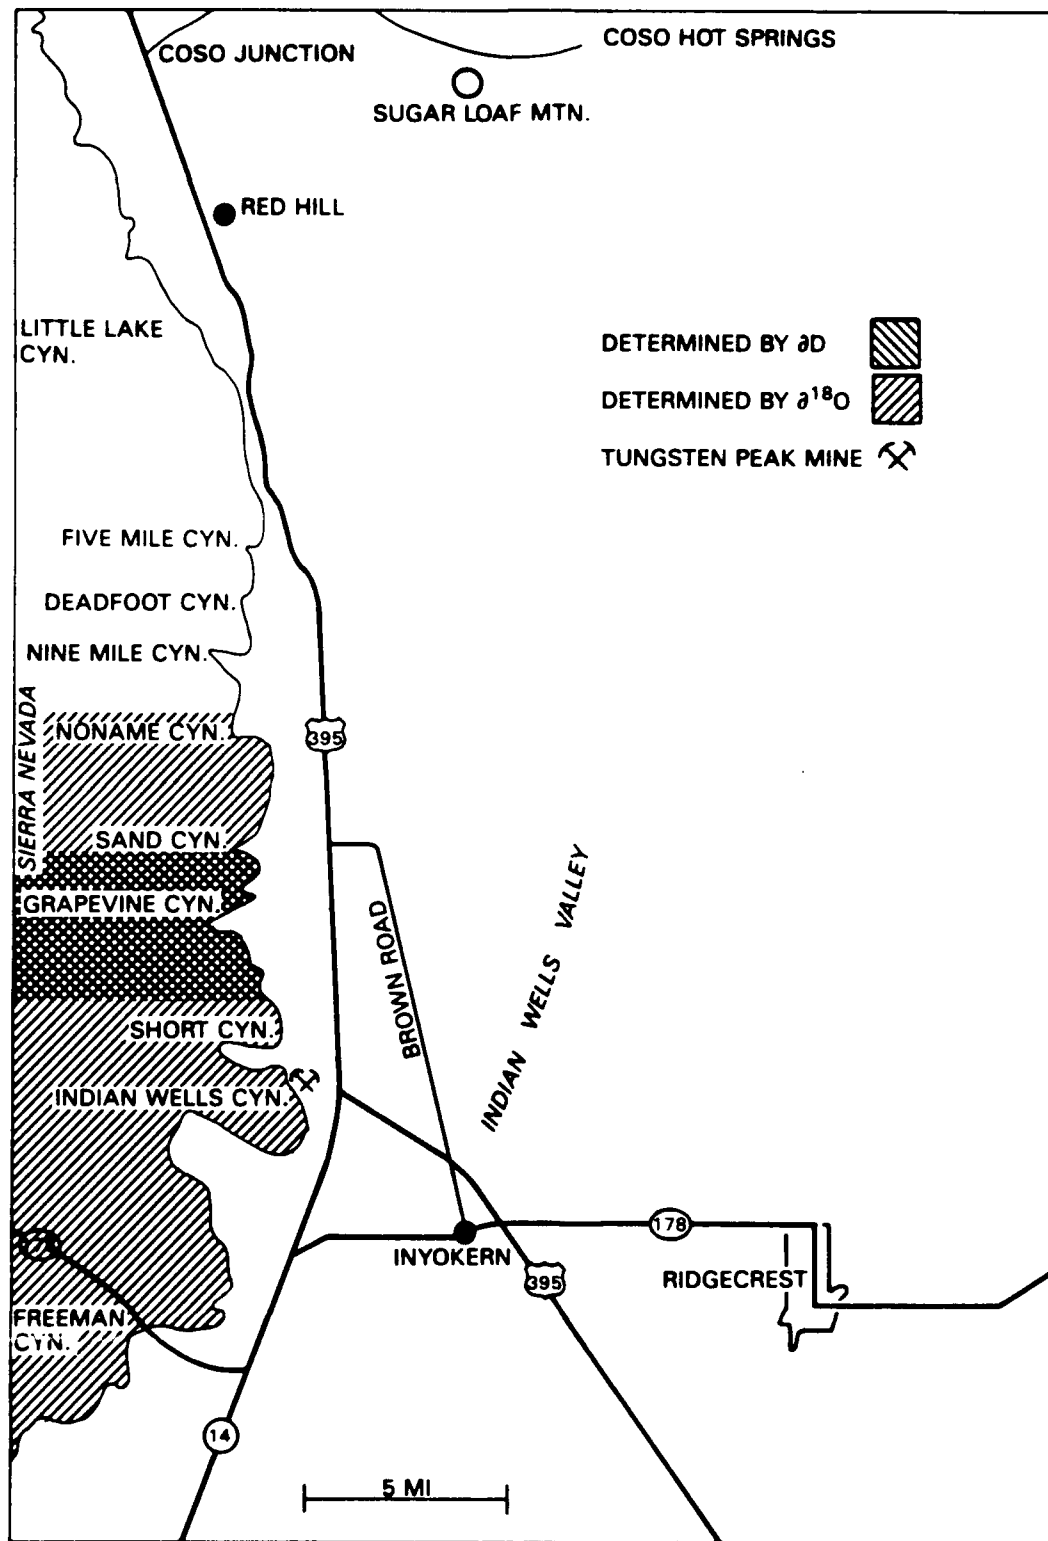 COSO JUNCTION
COSO HOT SPRINGS
SUGAR LOAF MTN.
RED HILL
LITTLE LAKE
CYN.
DETERMINED BY ∂D
DETERMINED BY ∂¹⁸O
TUNGSTEN PEAK MINE
FIVE MILE CYN.
DEADFOOT CYN.
NINE MILE CYN.
SIERRA NEVADA
NONAME CYN.
395
SAND CYN.
GRAPEVINE CYN.
BROWN ROAD
INDIAN WELLS VALLEY
SHORT CYN.
INDIAN WELLS CYN.
178
INYOKERN
395
RIDGECREST
FREEMAN
CYN.
14
5 MI